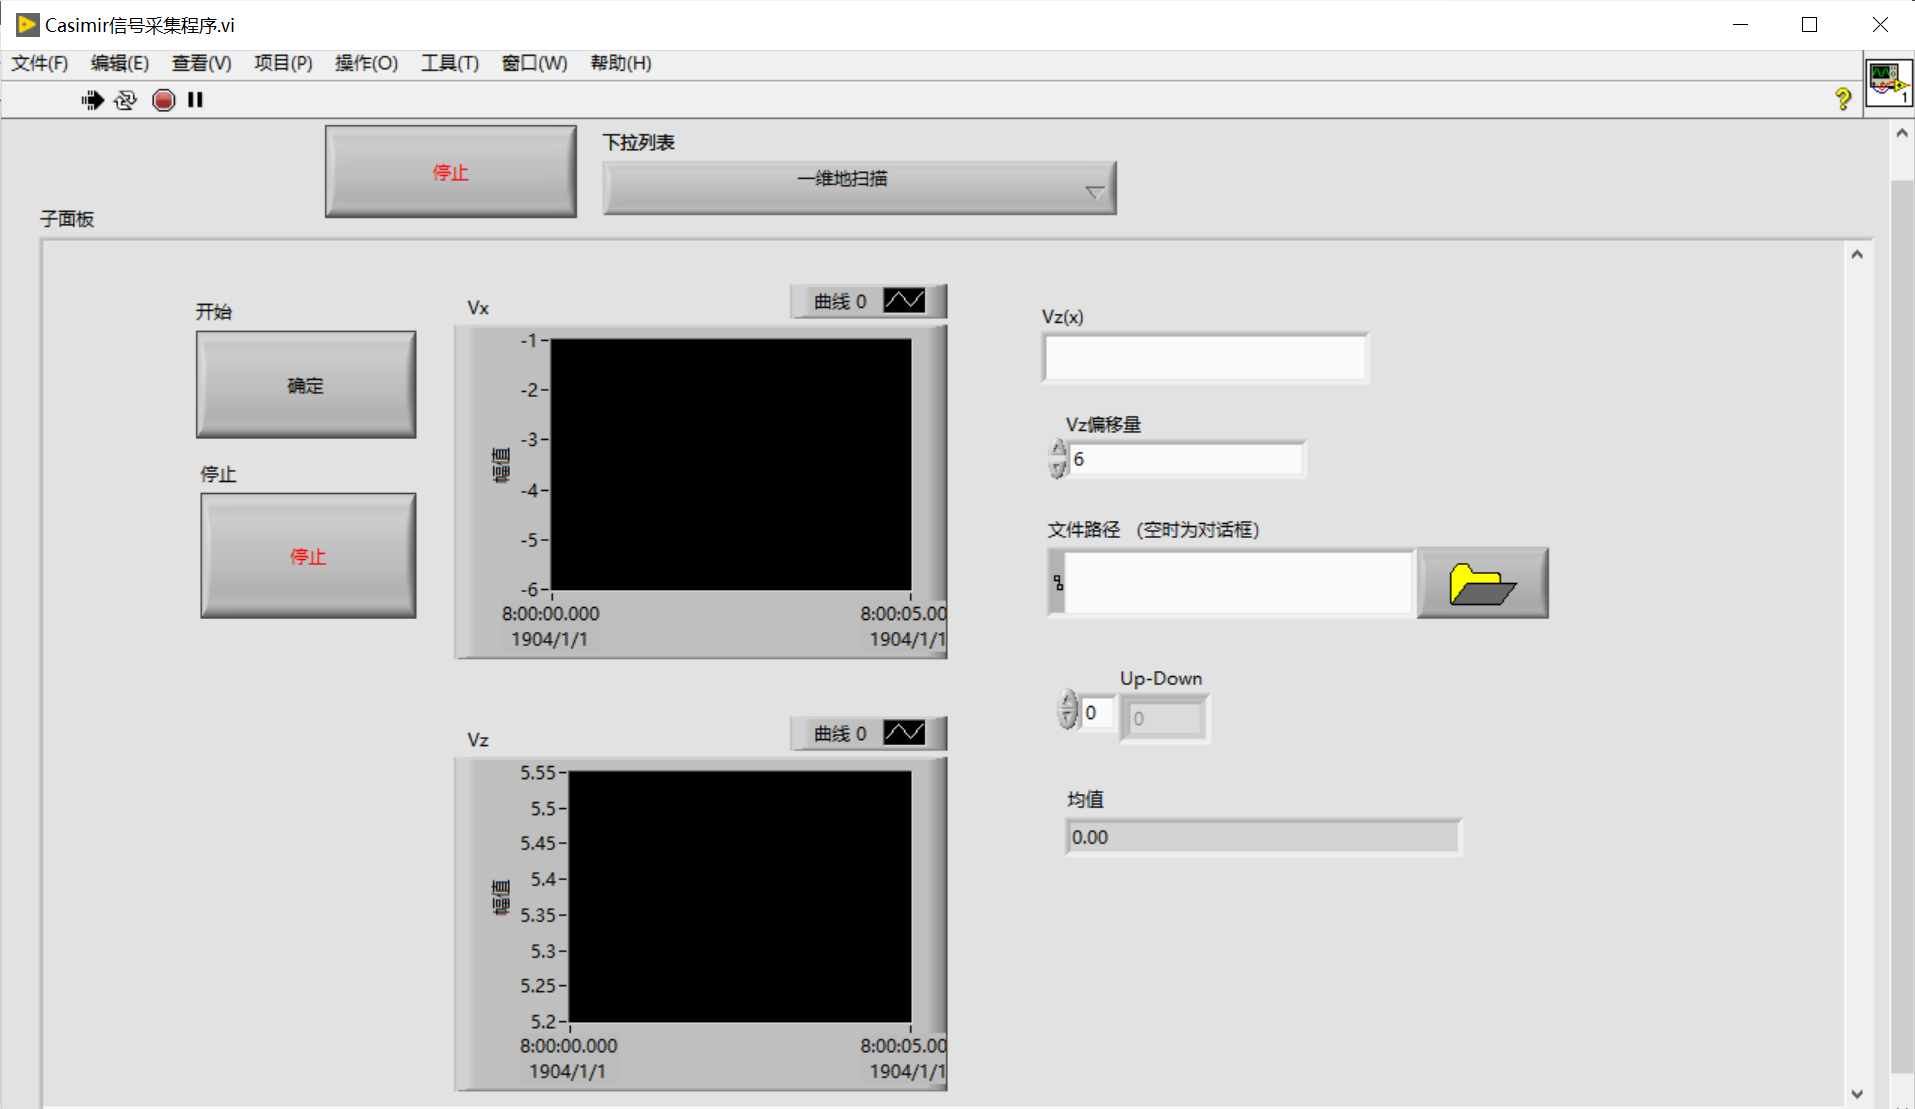 Casimir信号采集程序.vi
文件(F) 编辑(E) 查看(V) 项目(P) 操作(O) 工具(T) 窗口(W) 帮助(H)
1
停止
下拉列表
一维地扫描
子面板
开始
确定
停止
停止
Vx
曲线 0
幅值
-1
-2
-3
-4
-5
-6
8:00:00.000
1904/1/1
8:00:05.00
1904/1/1
Vz
曲线 0
幅值
5.55
5.5
5.45
5.4
5.35
5.3
5.25
5.2
8:00:00.000
1904/1/1
8:00:05.00
1904/1/1
Vz(x)
Vz偏移量
6
文件路径 （空时为对话框）
Up-Down
0
0
均值
0.00